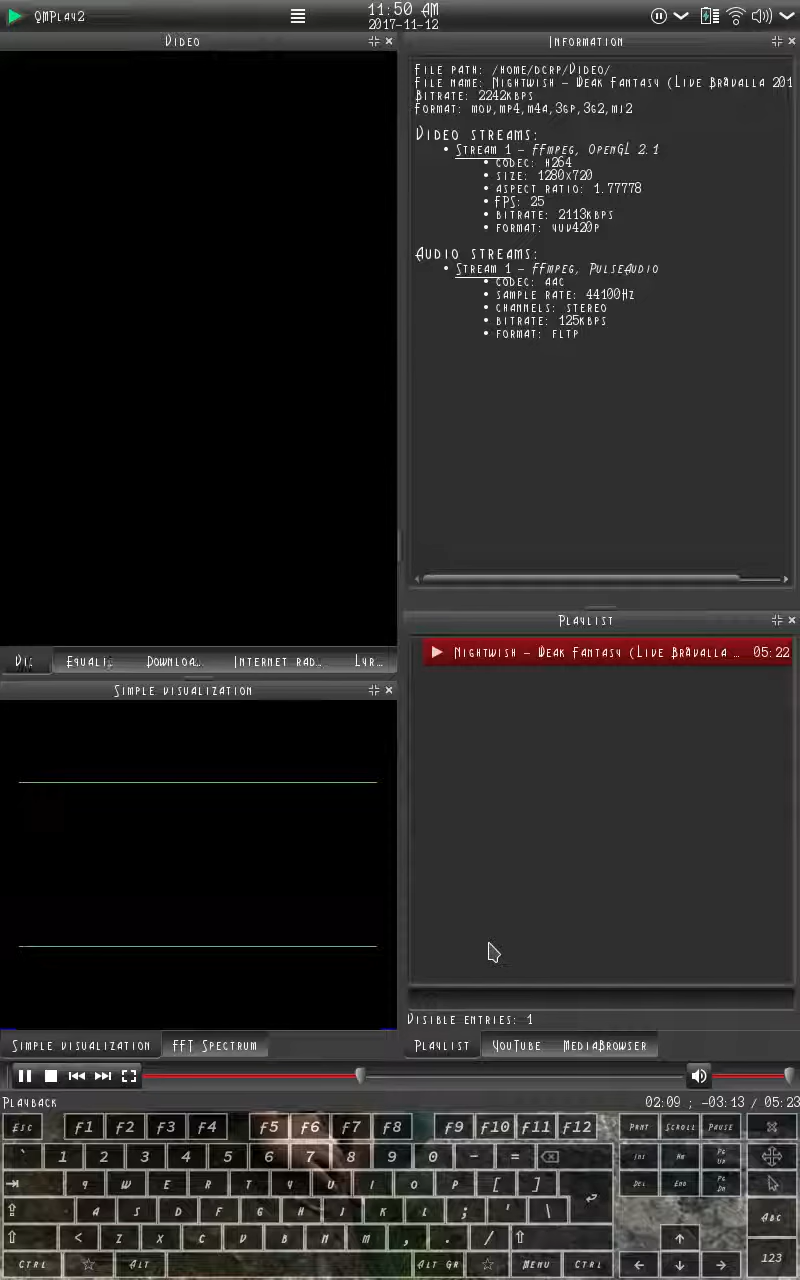 QMPlay2
11:50 AM
2017-11-12
Video
Information
File path: /home/dcrp/Video/
File name: Nightwish - Weak Fantasy (Live Bråvalla 201
Bitrate: 2242kbps
Format: mov,mp4,m4a,3gp,3g2,mj2
Video streams:
• Stream 1 - FFmpeg, OpenGL 2.1
• codec: h264
• size: 1280x720
• aspect ratio: 1.77778
• FPS: 25
• bitrate: 2113kbps
• format: yuv420p
Audio streams:
• Stream 1 - FFmpeg, PulseAudio
• codec: aac
• sample rate: 44100Hz
• channels: stereo
• bitrate: 125kbps
• format: fltp
Equali… Downloa… Internet rad… Lyr…
Playlist
Nightwish - Weak Fantasy (Live Bråvalla … 05:22
Simple visualization
Visible entries: 1
Simple visualization FFT Spectrum
Playlist YouTube MediaBrowser
Playback
02:09 ; -03:13 / 05:23
Esc F1 F2 F3 F4 F5 F6 F7 F8 F9 F10 F11 F12 Prnt Scroll Pause
` 1 2 3 4 5 6 7 8 9 0 - = Ins Hm Pg Up
q w e r t y u i o p [ ] Del End Pg Dn
a s d f g h j k l ; ' \ Abc
< z x c v b n m , . /
Ctrl Alt Alt Gr Menu Ctrl 123